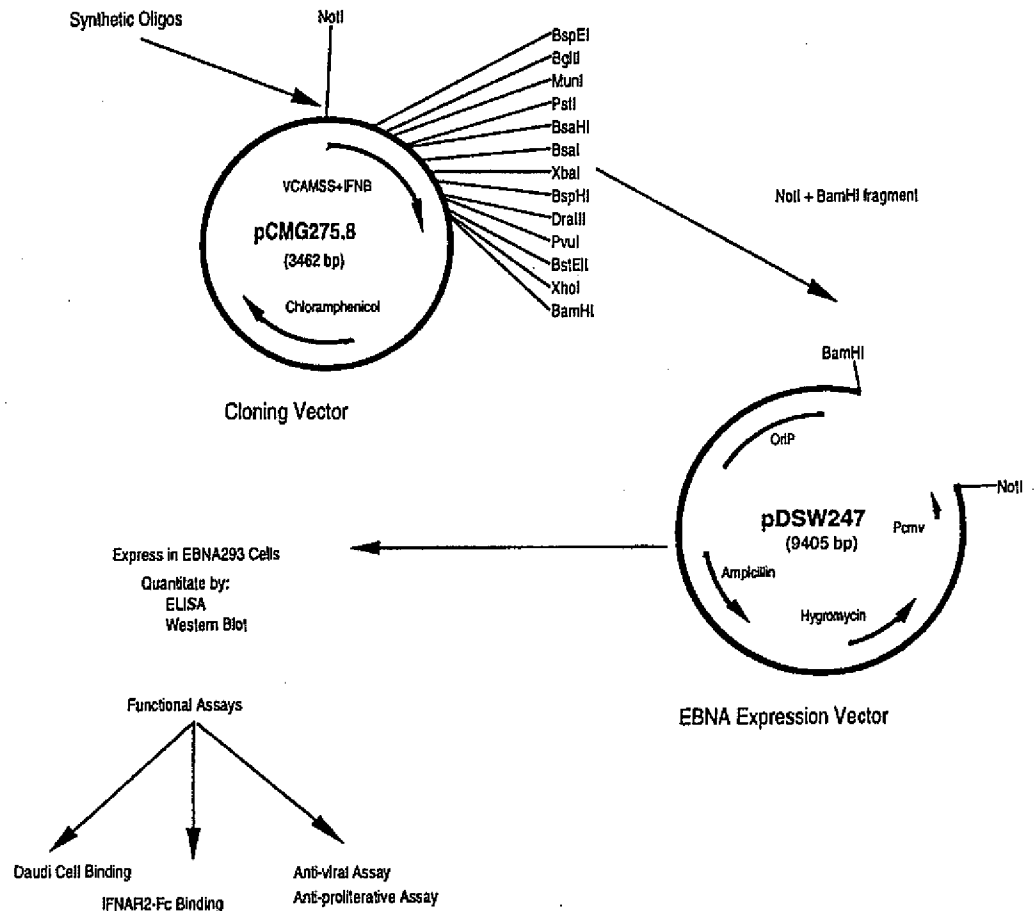 Synthetic Oligos
NotI
BspEI
BglII
MunI
PstI
BsaHI
BsaI
XbaI
BspHI
DraIII
PvuI
BstEII
XhoI
BamHI
VCAMSS+IFNB
pCMG275.8
(3462 bp)
Chloramphenicol
Cloning Vector
NotI + BamHI fragment
BamHI
OriP
NotI
pDSW247
(9405 bp)
Pcmv
Ampicillin
Hygromycin
EBNA Expression Vector
Express in EBNA293 Cells
Quantitate by:
ELISA
Western Blot
Functional Assays
Daudi Cell Binding
IFNAR2-Fc Binding
Anti-viral Assay
Anti-proliferative Assay